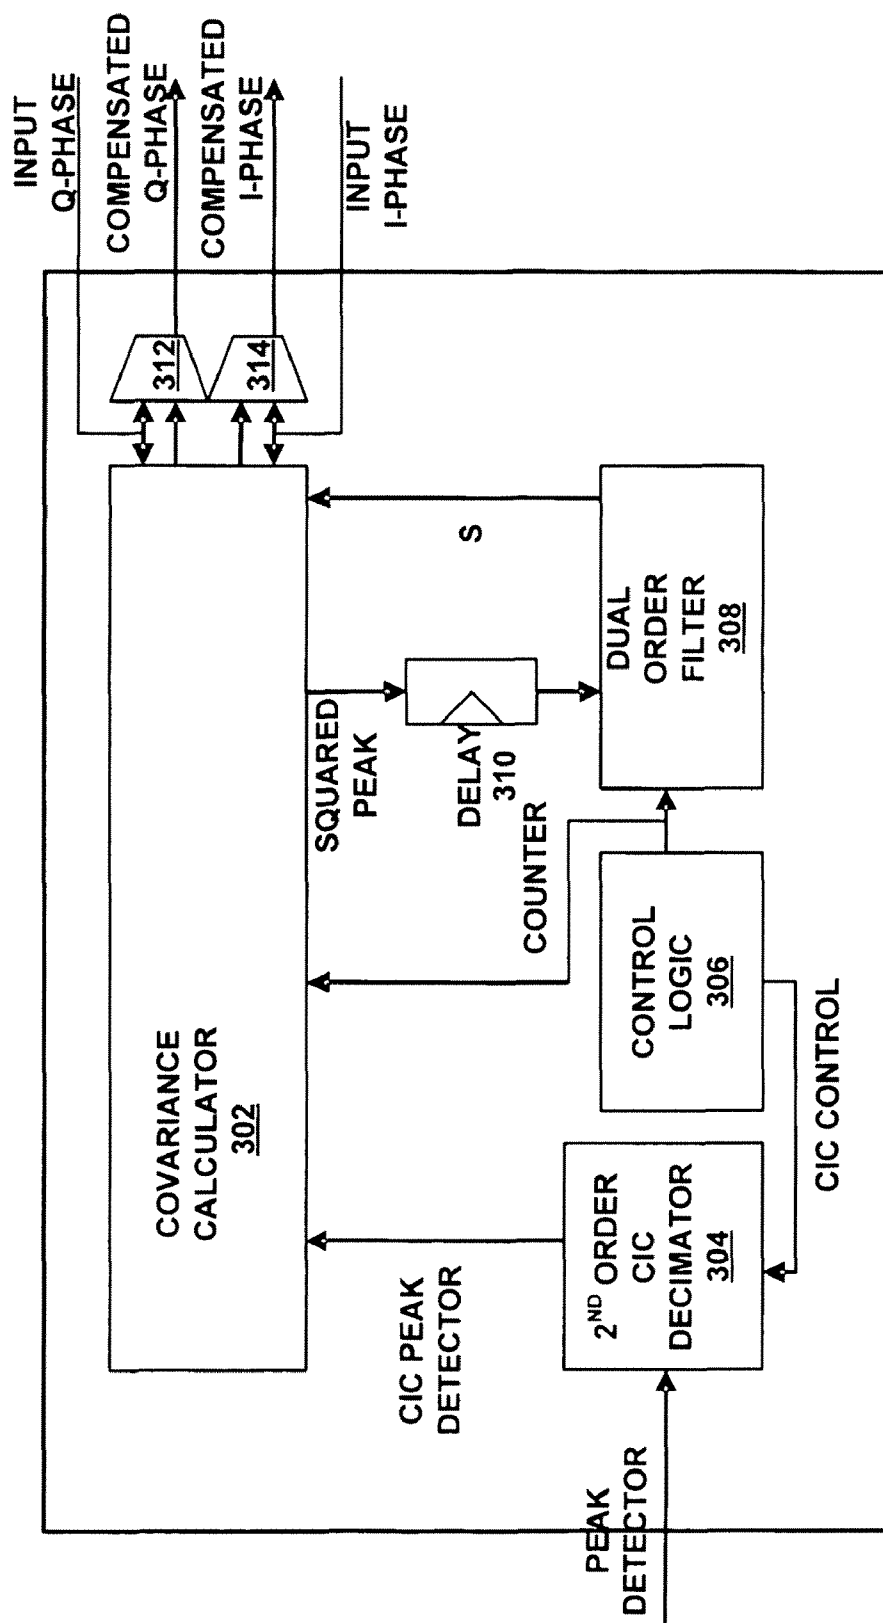 INPUT
Q-PHASE
COMPENSATED
Q-PHASE
COMPENSATED
I-PHASE
INPUT
I-PHASE
312
314
COVARIANCE
CALCULATOR
302
SQUARED
PEAK
S
DELAY
310
COUNTER
DUAL
ORDER
FILTER
308
CONTROL
LOGIC
306
CIC PEAK
DETECTOR
2ND ORDER
CIC
DECIMATOR
304
CIC CONTROL
PEAK
DETECTOR